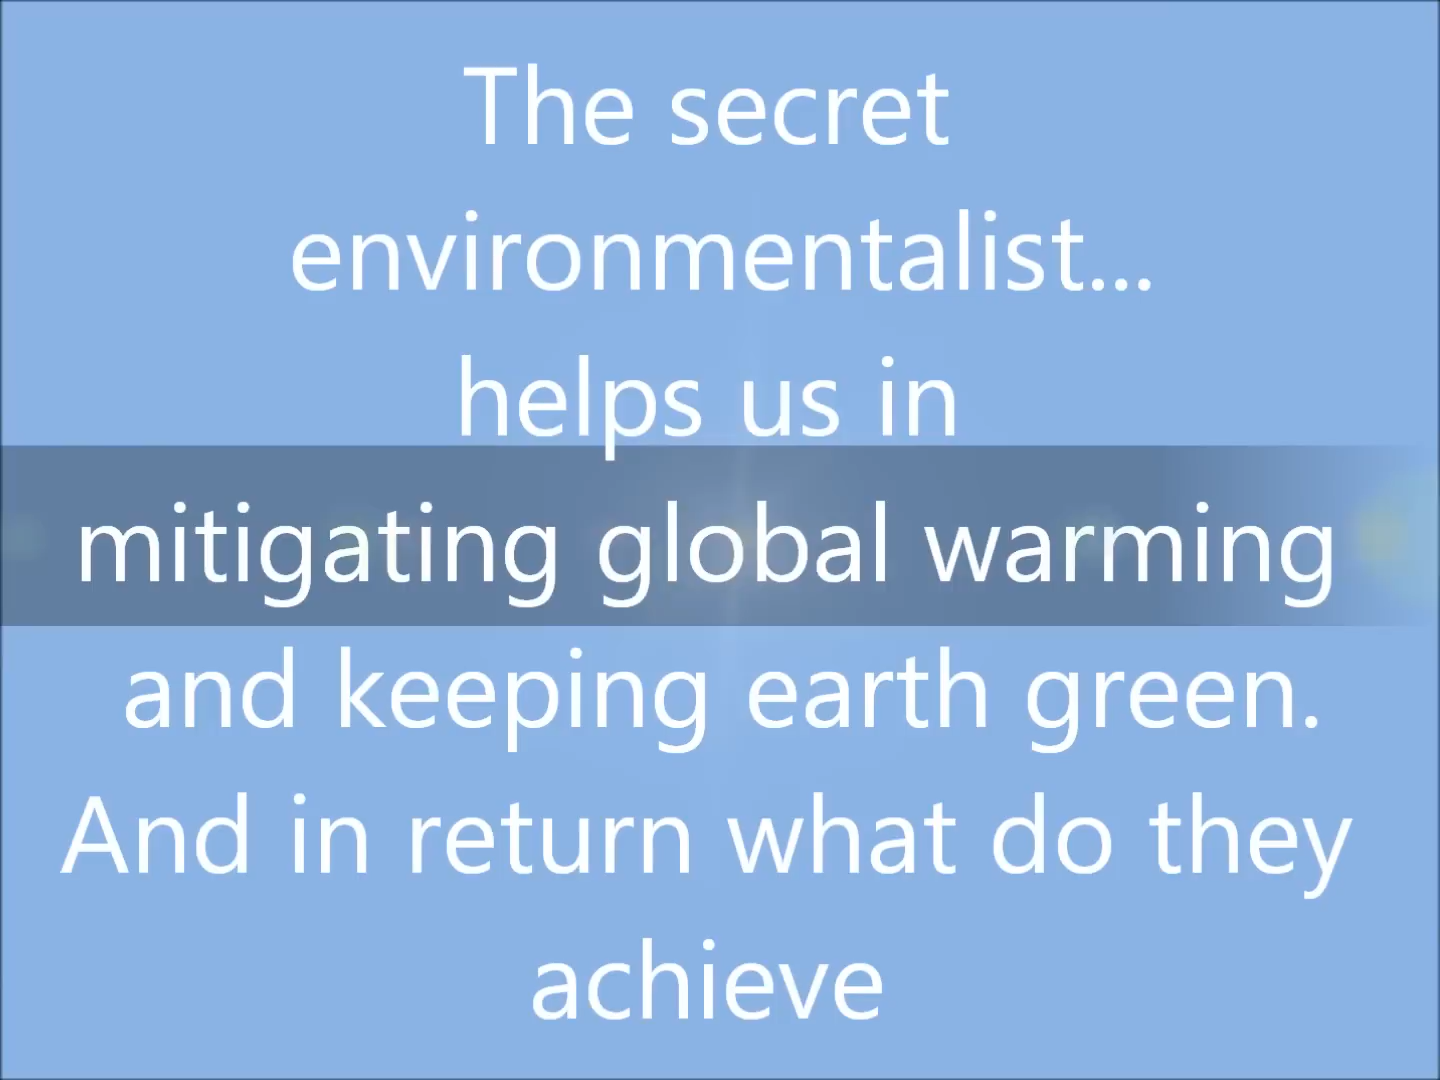 The secret
environmentalist...
helps us in
mitigating global warming
and keeping earth green.
And in return what do they
achieve